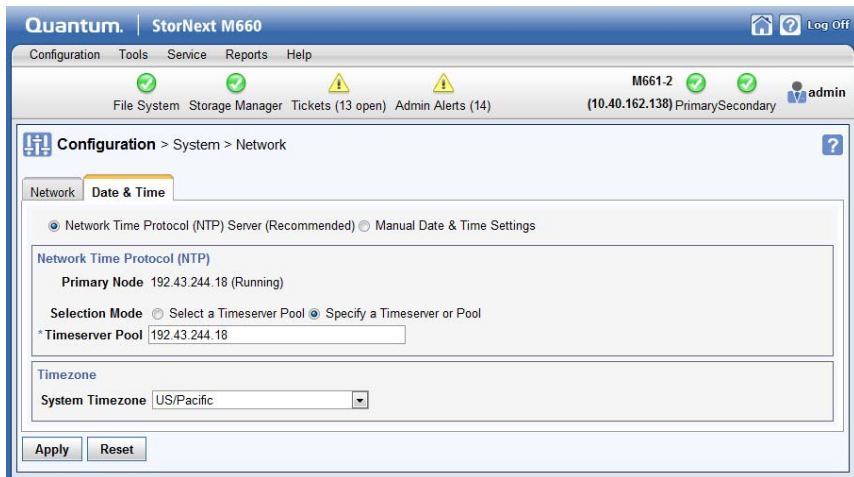 Quantum. StorNext M660 ? Log Off
Configuration Tools Service Reports Help
M661-2
File System Storage Manager Tickets (13 open) Admin Alerts (14) (10.40.162.138) Primary Secondary admin
Configuration > System > Network ?
Network Date & Time
Network Time Protocol (NTP) Server (Recommended) Manual Date & Time Settings
Network Time Protocol (NTP)
Primary Node 192.43.244.18 (Running)
Selection Mode Select a Timeserver Pool Specify a Timeserver or Pool
*Timeserver Pool 192.43.244.18
Timezone
System Timezone US/Pacific
Apply Reset